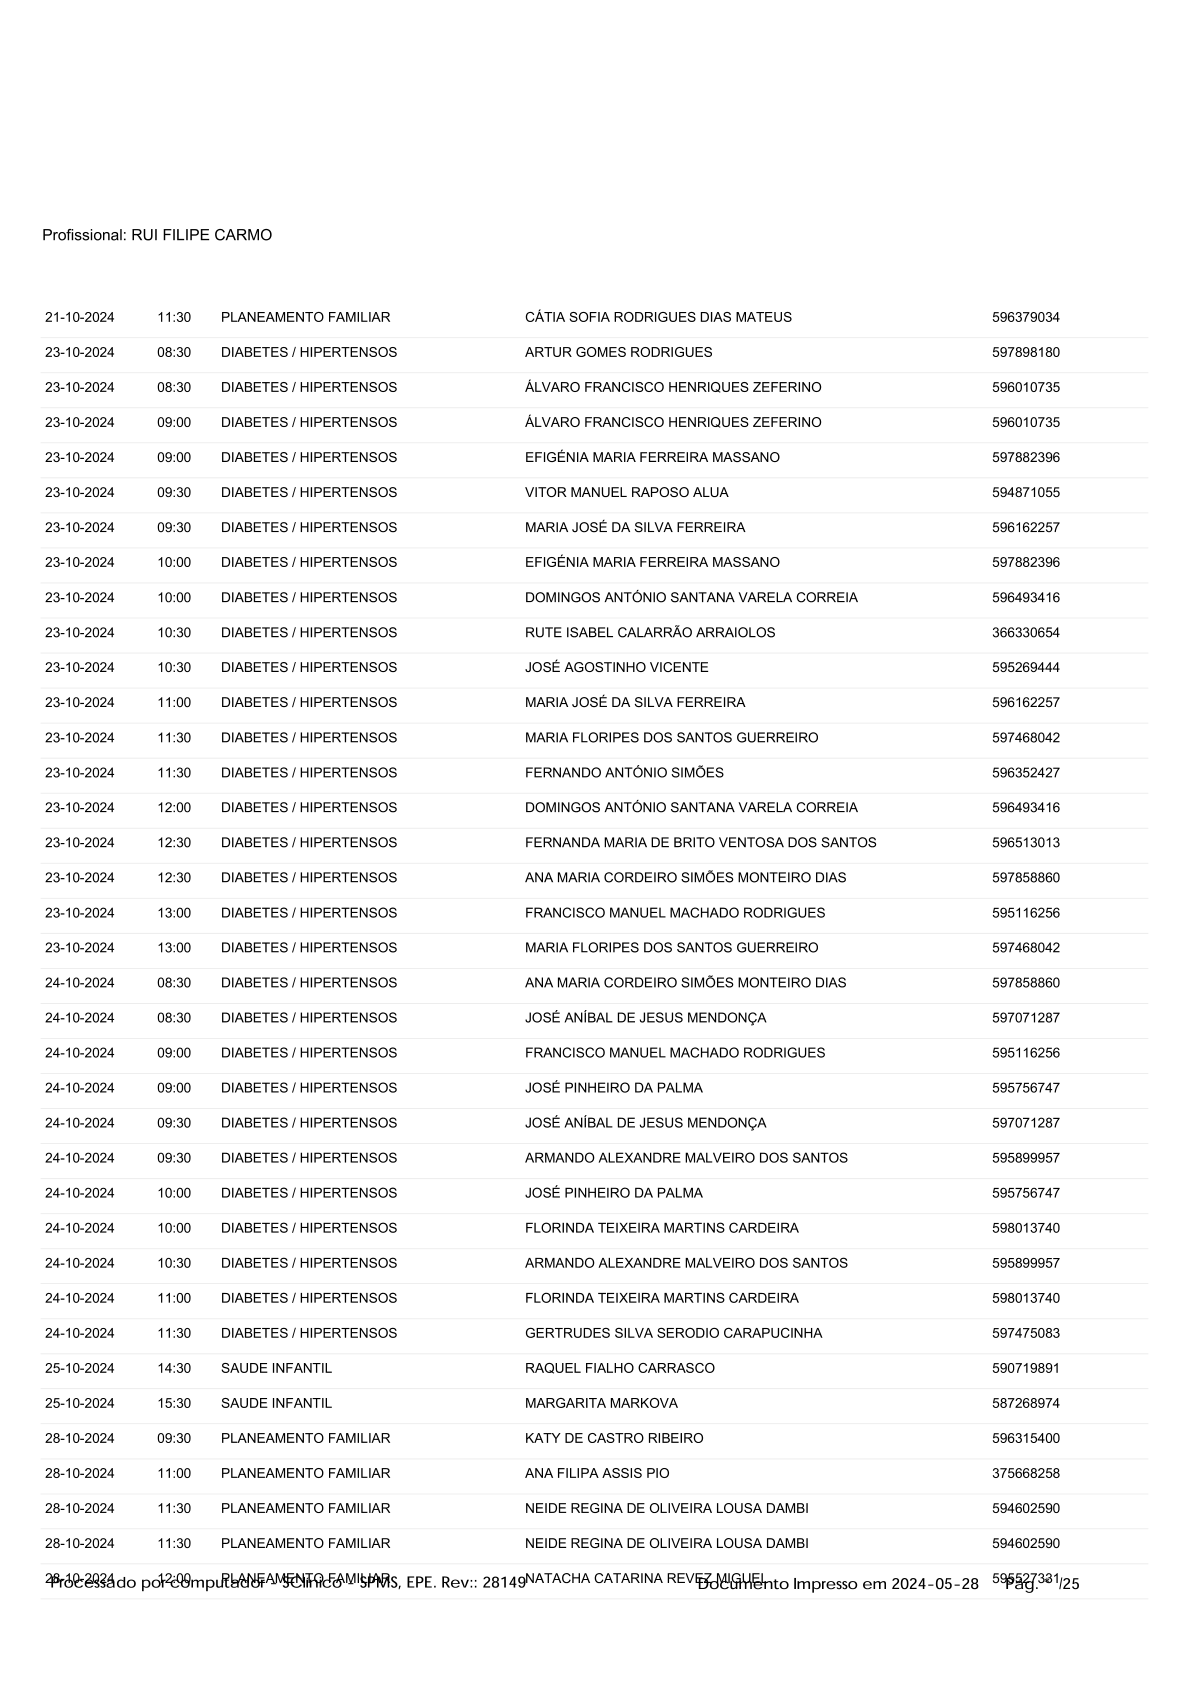 Profissional: RUI FILIPE CARMO
21-10-2024 11:30 PLANEAMENTO FAMILIAR CÁTIA SOFIA RODRIGUES DIAS MATEUS 596379034
23-10-2024 08:30 DIABETES / HIPERTENSOS ARTUR GOMES RODRIGUES 597898180
23-10-2024 08:30 DIABETES / HIPERTENSOS ÁLVARO FRANCISCO HENRIQUES ZEFERINO 596010735
23-10-2024 09:00 DIABETES / HIPERTENSOS ÁLVARO FRANCISCO HENRIQUES ZEFERINO 596010735
23-10-2024 09:00 DIABETES / HIPERTENSOS EFIGÉNIA MARIA FERREIRA MASSANO 597882396
23-10-2024 09:30 DIABETES / HIPERTENSOS VITOR MANUEL RAPOSO ALUA 594871055
23-10-2024 09:30 DIABETES / HIPERTENSOS MARIA JOSÉ DA SILVA FERREIRA 596162257
23-10-2024 10:00 DIABETES / HIPERTENSOS EFIGÉNIA MARIA FERREIRA MASSANO 597882396
23-10-2024 10:00 DIABETES / HIPERTENSOS DOMINGOS ANTÓNIO SANTANA VARELA CORREIA 596493416
23-10-2024 10:30 DIABETES / HIPERTENSOS RUTE ISABEL CALARRÃO ARRAIOLOS 366330654
23-10-2024 10:30 DIABETES / HIPERTENSOS JOSÉ AGOSTINHO VICENTE 595269444
23-10-2024 11:00 DIABETES / HIPERTENSOS MARIA JOSÉ DA SILVA FERREIRA 596162257
23-10-2024 11:30 DIABETES / HIPERTENSOS MARIA FLORIPES DOS SANTOS GUERREIRO 597468042
23-10-2024 11:30 DIABETES / HIPERTENSOS FERNANDO ANTÓNIO SIMÕES 596352427
23-10-2024 12:00 DIABETES / HIPERTENSOS DOMINGOS ANTÓNIO SANTANA VARELA CORREIA 596493416
23-10-2024 12:30 DIABETES / HIPERTENSOS FERNANDA MARIA DE BRITO VENTOSA DOS SANTOS 596513013
23-10-2024 12:30 DIABETES / HIPERTENSOS ANA MARIA CORDEIRO SIMÕES MONTEIRO DIAS 597858860
23-10-2024 13:00 DIABETES / HIPERTENSOS FRANCISCO MANUEL MACHADO RODRIGUES 595116256
23-10-2024 13:00 DIABETES / HIPERTENSOS MARIA FLORIPES DOS SANTOS GUERREIRO 597468042
24-10-2024 08:30 DIABETES / HIPERTENSOS ANA MARIA CORDEIRO SIMÕES MONTEIRO DIAS 597858860
24-10-2024 08:30 DIABETES / HIPERTENSOS JOSÉ ANÍBAL DE JESUS MENDONÇA 597071287
24-10-2024 09:00 DIABETES / HIPERTENSOS FRANCISCO MANUEL MACHADO RODRIGUES 595116256
24-10-2024 09:00 DIABETES / HIPERTENSOS JOSÉ PINHEIRO DA PALMA 595756747
24-10-2024 09:30 DIABETES / HIPERTENSOS JOSÉ ANÍBAL DE JESUS MENDONÇA 597071287
24-10-2024 09:30 DIABETES / HIPERTENSOS ARMANDO ALEXANDRE MALVEIRO DOS SANTOS 595899957
24-10-2024 10:00 DIABETES / HIPERTENSOS JOSÉ PINHEIRO DA PALMA 595756747
24-10-2024 10:00 DIABETES / HIPERTENSOS FLORINDA TEIXEIRA MARTINS CARDEIRA 598013740
24-10-2024 10:30 DIABETES / HIPERTENSOS ARMANDO ALEXANDRE MALVEIRO DOS SANTOS 595899957
24-10-2024 11:00 DIABETES / HIPERTENSOS FLORINDA TEIXEIRA MARTINS CARDEIRA 598013740
24-10-2024 11:30 DIABETES / HIPERTENSOS GERTRUDES SILVA SERODIO CARAPUCINHA 597475083
25-10-2024 14:30 SAUDE INFANTIL RAQUEL FIALHO CARRASCO 590719891
25-10-2024 15:30 SAUDE INFANTIL MARGARITA MARKOVA 587268974
28-10-2024 09:30 PLANEAMENTO FAMILIAR KATY DE CASTRO RIBEIRO 596315400
28-10-2024 11:00 PLANEAMENTO FAMILIAR ANA FILIPA ASSIS PIO 375668258
28-10-2024 11:30 PLANEAMENTO FAMILIAR NEIDE REGINA DE OLIVEIRA LOUSA DAMBI 594602590
28-10-2024 11:30 PLANEAMENTO FAMILIAR NEIDE REGINA DE OLIVEIRA LOUSA DAMBI 594602590
28-10-2024 12:00 PLANEAMENTO FAMILIAR NATACHA CATARINA REVEZ MIGUEL 595527331
Processado por computador - SClínico - SPMS, EPE. Rev:: 28149 Documento Impresso em 2024-05-28 Pág. /25